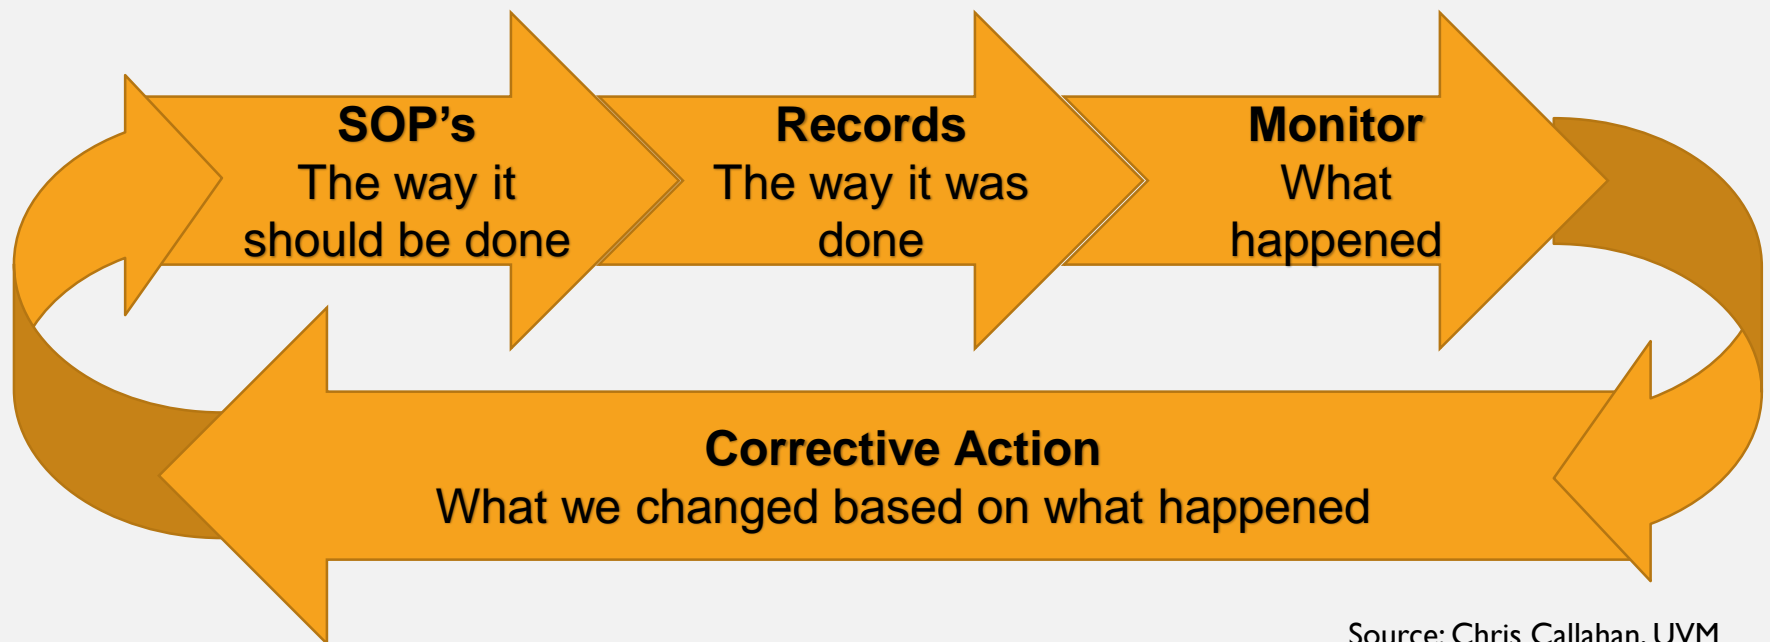 SOP's
The way it
should be done
Records
The way it was
done
Monitor
What
happened
Corrective Action
What we changed based on what happened
Source: Chris Callahan, UVM